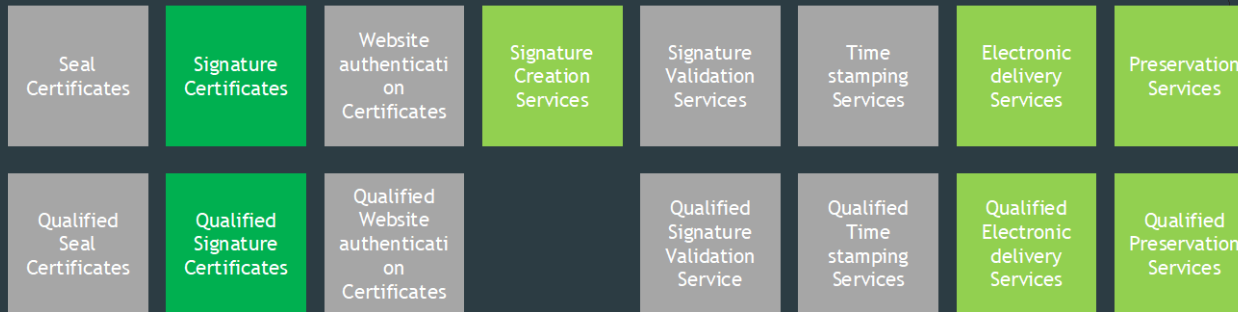 Seal
Certificates
Signature
Certificates
Website
authenticati
on
Certificates
Signature
Creation
Services
Signature
Validation
Services
Time
stamping
Services
Electronic
delivery
Services
Preservation
Services
Qualified
Seal
Certificates
Qualified
Signature
Certificates
Qualified
Website
authenticati
on
Certificates
Qualified
Signature
Validation
Service
Qualified
Time
stamping
Services
Qualified
Electronic
delivery
Services
Qualified
Preservation
Services